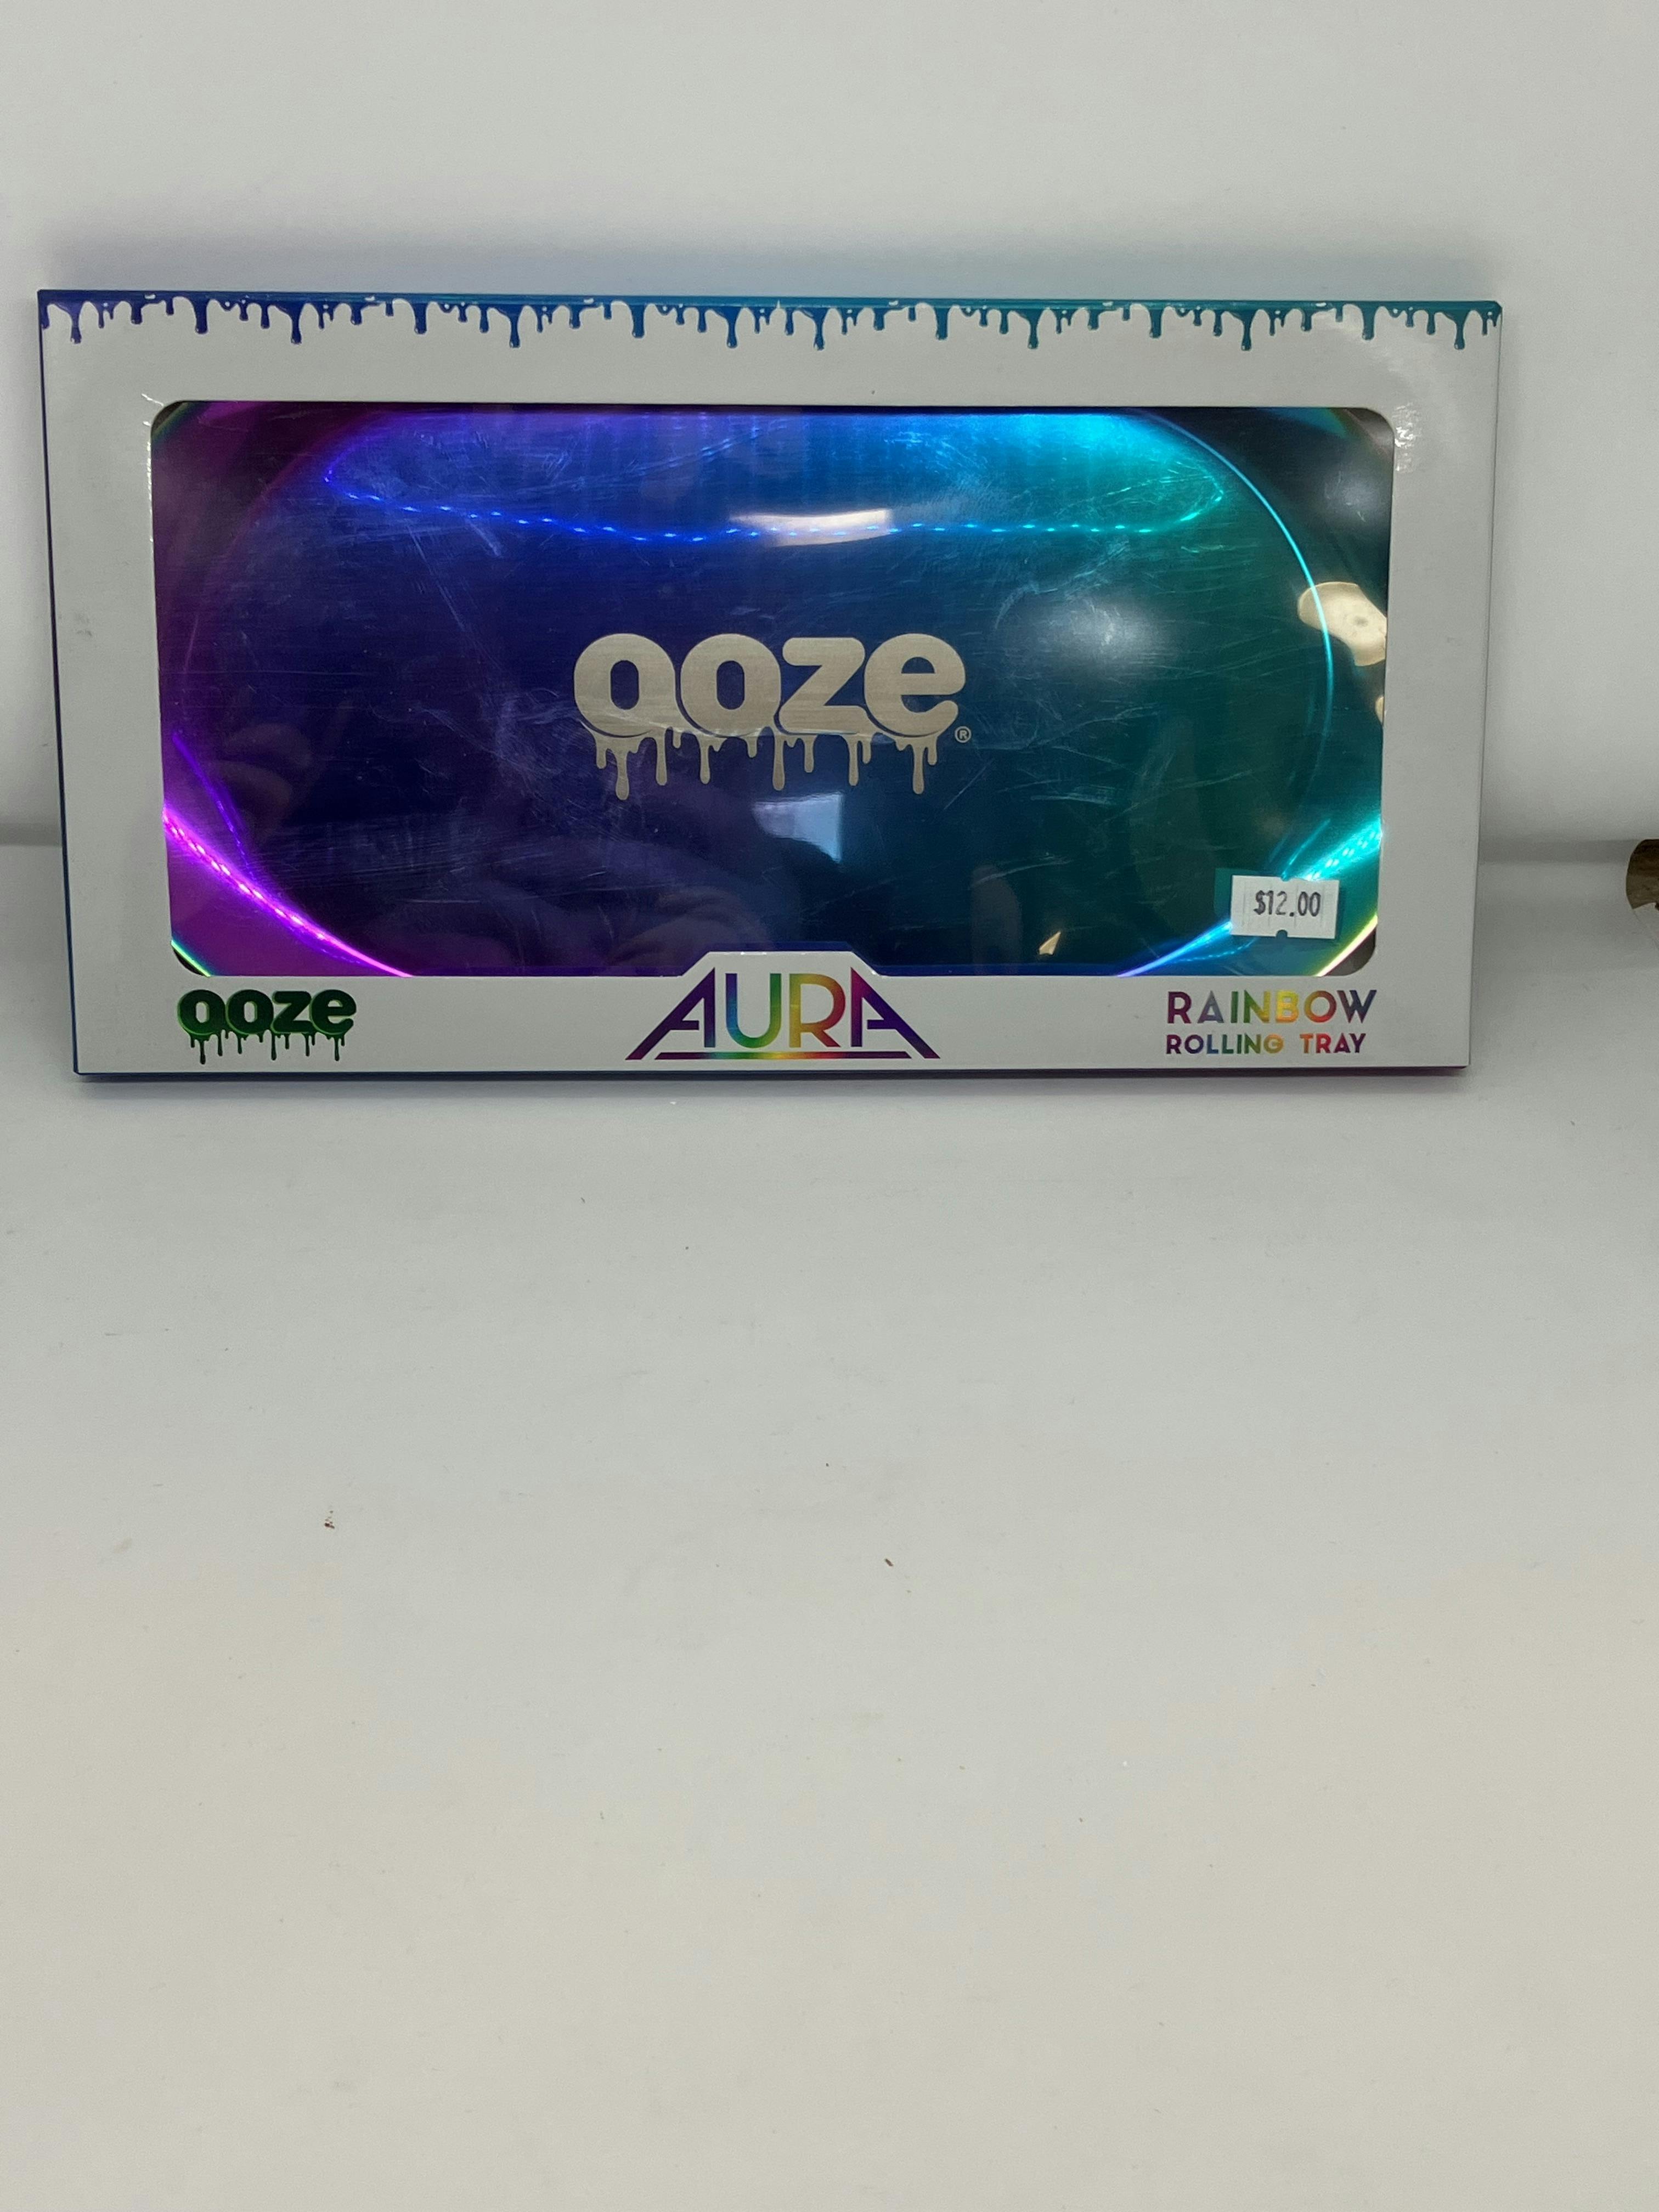 ooze®
$12.00
ooze
AURA
RAINBOW
ROLLING TRAY